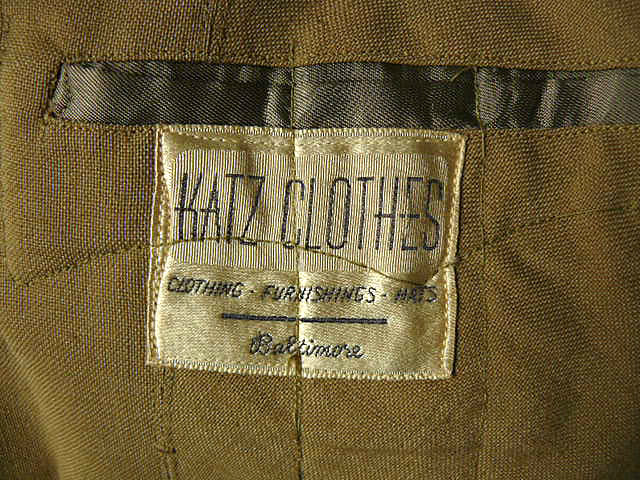 KATZ CLOTHES
CLOTHING - FURNISHINGS - HATS
Baltimore